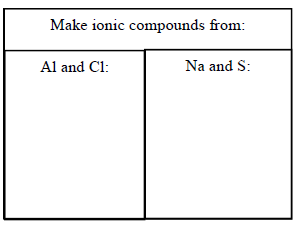 Make ionic compounds from:
Al and Cl:
Na and S: